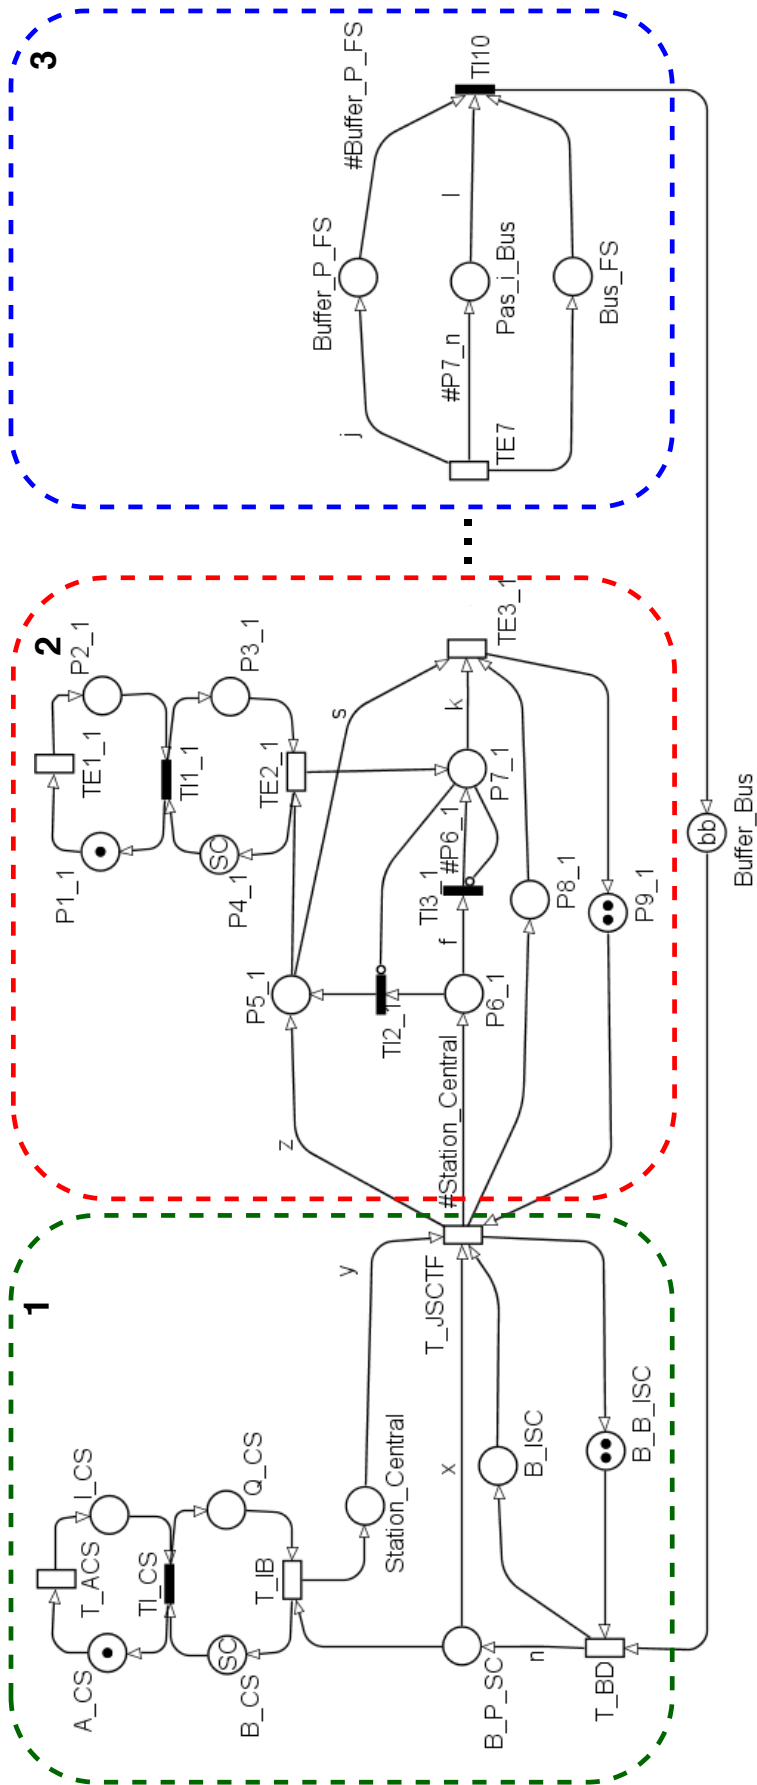 1
A_CS
T_ACS
I_CS
TI_CS
B_CS
SC
T_IB
Q_CS
Station_Central
y
B_P_SC
x
T_JSCTF
n
B_ISC
T_BD
B_B_ISC
2
P1_1
TE1_1
P2_1
TI1_1
P4_1
SC
TE2_1
P3_1
P5_1
z
s
TI2_1
P6_1
#Station_Central
f
TI3_1
#P6_1
P7_1
k
TE3_1
P8_1
P9_1
...
3
j
Buffer_P_FS
#Buffer_P_FS
TE7
#P7_n
Pas_i_Bus
l
TI10
Bus_FS
bb
Buffer_Bus